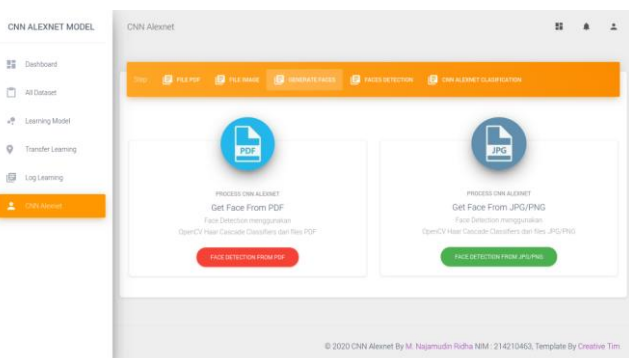 CNN ALEXNET MODEL
Dashboard
All Dataset
Learning Model
Transfer Learning
Log Learning
CNN Alexnet
CNN Alexnet
FILE PDF
FILE IMAGE
GENERATE FACES
FACES DETECTION
CNN ALEXNET CLASIFICATION
PDF
PROCESS CNN ALEXNET
Get Face From PDF
Face Detection menggunakan
OpenCV Haar Cascade Classifiers dari files PDF
FACE DETECTION FROM PDF
JPG
PROCESS CNN ALEXNET
Get Face From JPG/PNG
Face Detection menggunakan
OpenCV Haar Cascade Classifiers dari files JPG/PNG
FACE DETECTION FROM JPG/PNG
© 2020 CNN Alexnet By M. Najamudin Ridha NIM : 214210463, Template By Creative Tim